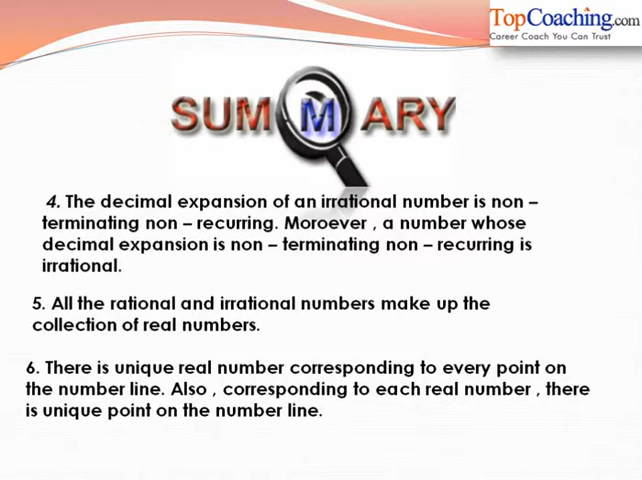 TopCoaching.com
Career Coach You Can Trust
SUMMARY
4. The decimal expansion of an irrational number is non –
terminating non – recurring. Moroever , a number whose
decimal expansion is non – terminating non – recurring is
irrational.
5. All the rational and irrational numbers make up the
collection of real numbers.
6. There is unique real number corresponding to every point on
the number line. Also , corresponding to each real number , there
is unique point on the number line.